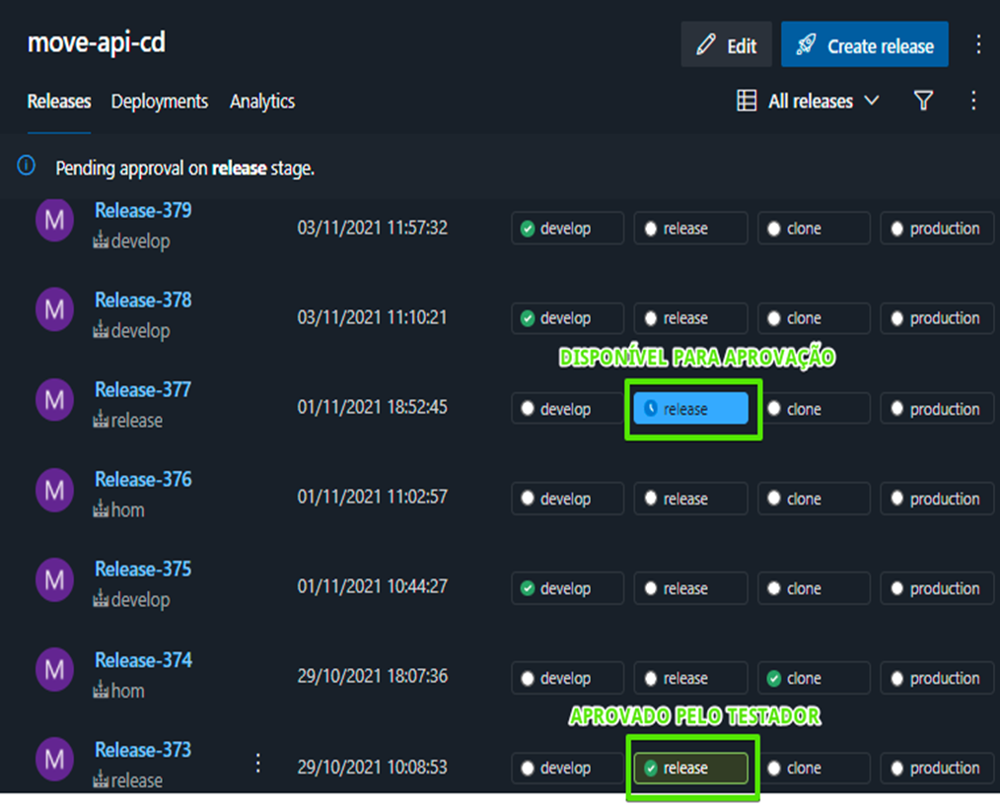 move-api-cd
Edit
Create release
Releases
Deployments
Analytics
All releases
Pending approval on release stage.
M
Release-379
develop
03/11/2021 11:57:32
develop
release
clone
production
M
Release-378
develop
03/11/2021 11:10:21
develop
release
clone
production
DISPONÍVEL PARA APROVAÇÃO
M
Release-377
release
01/11/2021 18:52:45
develop
release
clone
production
M
Release-376
hom
01/11/2021 11:02:57
develop
release
clone
production
M
Release-375
develop
01/11/2021 10:44:27
develop
release
clone
production
M
Release-374
hom
29/10/2021 18:07:36
develop
release
clone
production
APROVADO PELO TESTADOR
M
Release-373
release
29/10/2021 10:08:53
develop
release
clone
production